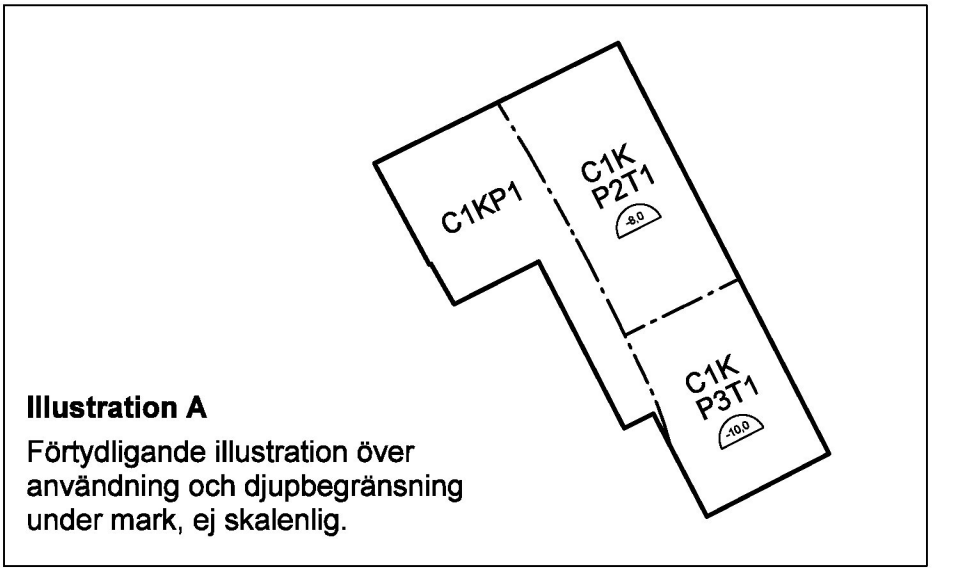 C1KP1
C1K
P2T1
-8,0
C1K
P3T1
-10,0
Illustration A
Förtydligande illustration över
användning och djupbegränsning
under mark, ej skalenlig.